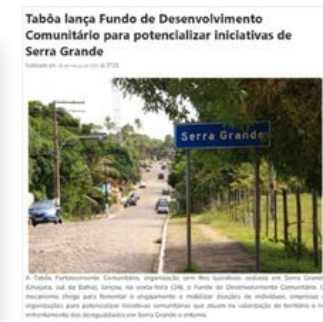 Tabôa lança Fundo de Desenvolvimento
Comunitário para potencializar iniciativas de
Serra Grande
Publicado em
Serra Grande
A Tabôa Fortalecimento Comunitário, organização sem fins lucrativos sediada em Serra Grande
sul da Bahia), lançou, na sexta-feira (24), o Fundo de Desenvolvimento Comunitário.
mecanismo chega para fomentar o engajamento e mobilizar doações de indivíduos, empresas
organizações para potencializar iniciativas comunitárias que atuam na valorização do território e
enfrentamento das desigualdades em Serra Grande e entorno.